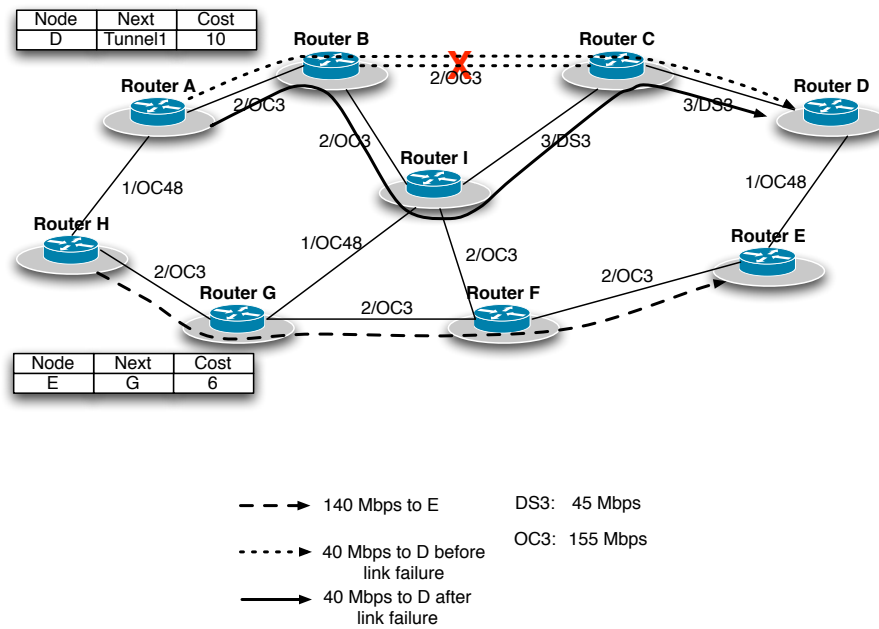 Node Next Cost
D Tunnel1 10
Router B
Router C
Router A
Router D
2/OC3
2/OC3
3/DS3
2/OC3
3/DS3
Router I
1/OC48
1/OC48
Router H
Router E
1/OC48
2/OC3
2/OC3
2/OC3
Router G
Router F
2/OC3
Node Next Cost
E G 6
140 Mbps to E
DS3: 45 Mbps
40 Mbps to D before
link failure
OC3: 155 Mbps
40 Mbps to D after
link failure